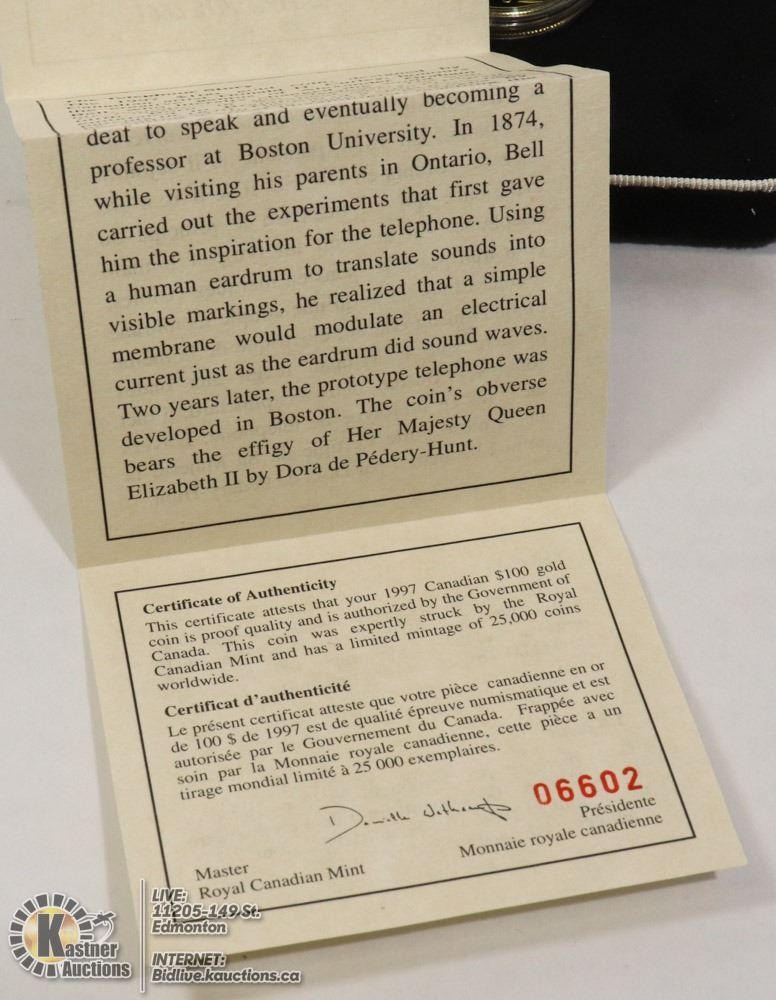 deaf to speak and eventually becoming a
professor at Boston University. In 1874,
while visiting his parents in Ontario, Bell
carried out the experiments that first gave
him the inspiration for the telephone. Using
a human eardrum to translate sounds into
visible markings, he realized that a simple
membrane would modulate an electrical
current just as the eardrum did sound waves.
Two years later, the prototype telephone was
developed in Boston. The coin's obverse
bears the effigy of Her Majesty Queen
Elizabeth II by Dora de Pédery-Hunt.
Certificate of Authenticity
This certificate attests that your 1997 Canadian $100 gold
coin is proof quality and is authorized by the Government of
Canada. This coin was expertly struck by the Royal
Canadian Mint and has a limited mintage of 25,000 coins
worldwide.
Certificat d'authenticité
Le présent certificat atteste que votre pièce canadienne en or
de 100 $ de 1997 est de qualité épreuve numismatique et est
autorisée par le Gouvernement du Canada. Frappée avec
soin par la Monnaie royale canadienne, cette pièce a un
tirage mondial limité à 25 000 exemplaires.
06602
Présidente
Monnaie royale canadienne
Master
Royal Canadian Mint
Kastner
Auctions
LIVE:
11205-149 St.
Edmonton
INTERNET:
Bidlive.kauctions.ca